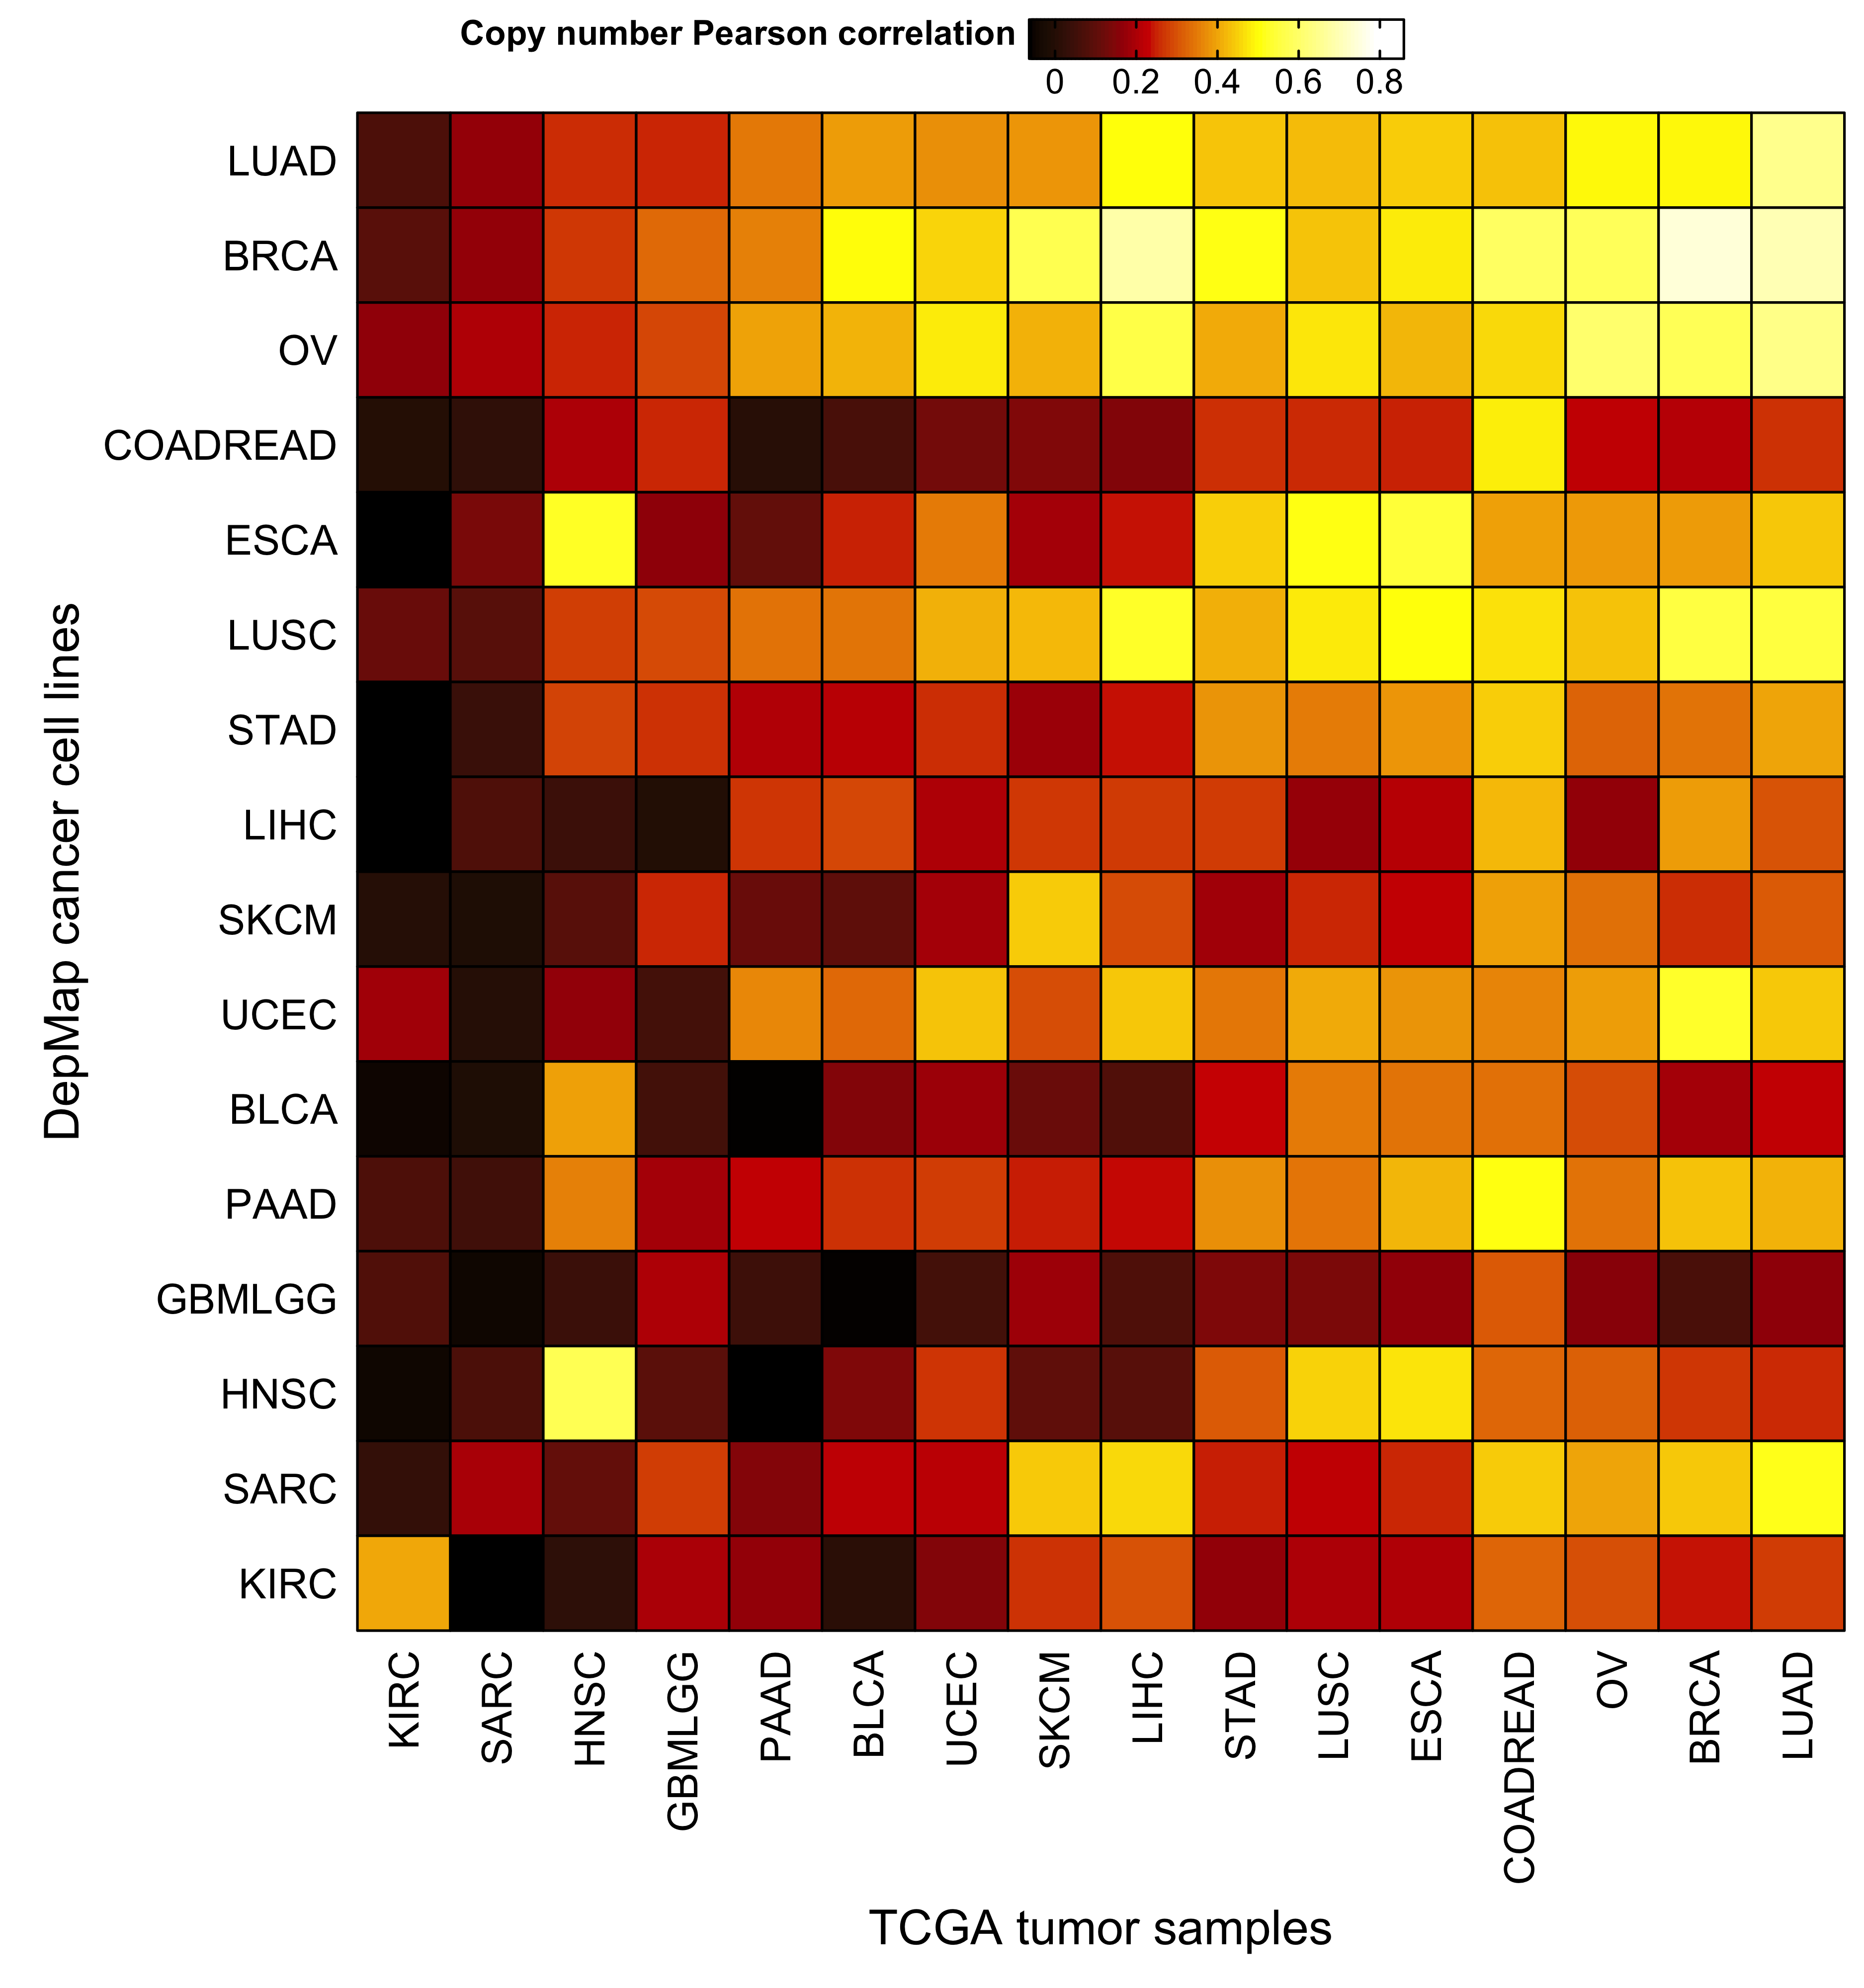 Copy number Pearson correlation
0 0.2 0.4 0.6 0.8
LUAD
BRCA
OV
COADREAD
ESCA
LUSC
STAD
LIHC
SKCM
UCEC
BLCA
PAAD
GBMLGG
HNSC
SARC
KIRC
DepMap cancer cell lines
KIRC
SARC
HNSC
GBMLGG
PAAD
BLCA
UCEC
SKCM
LIHC
STAD
LUSC
ESCA
COADREAD
OV
BRCA
LUAD
TCGA tumor samples